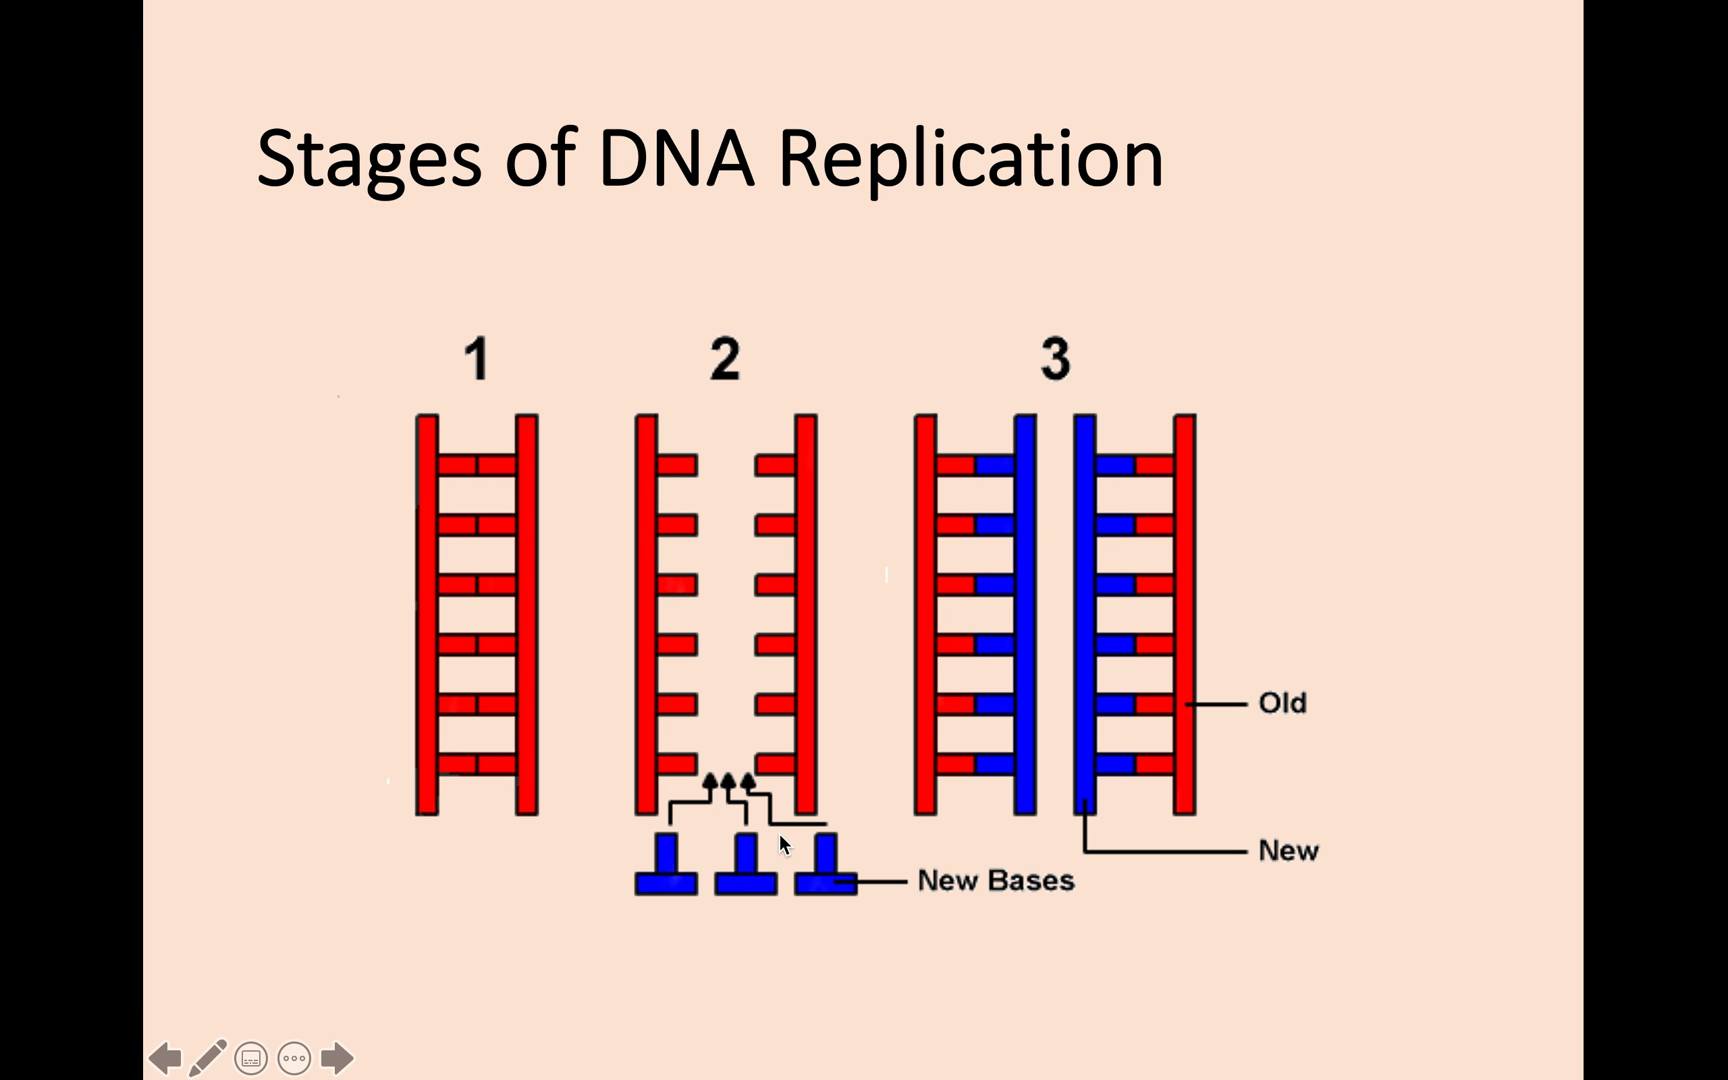 Stages of DNA Replication
1 2 3
Old
New
New Bases